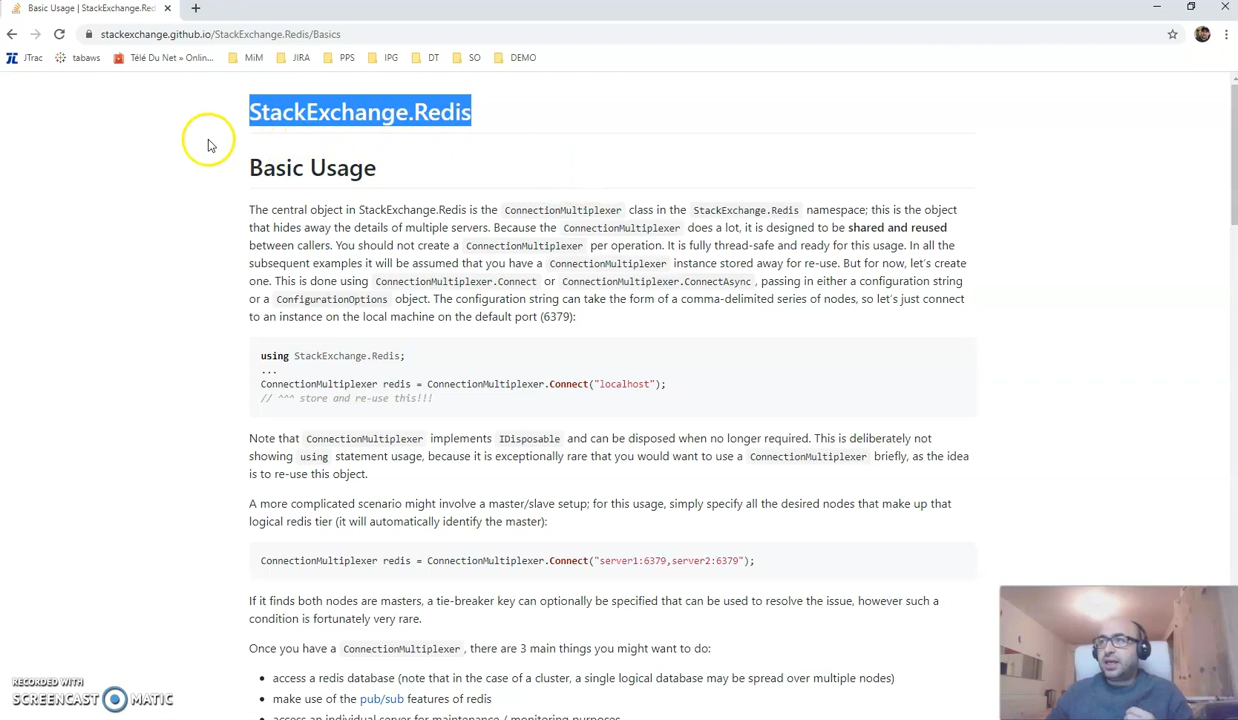 Basic Usage | StackExchange.Red
stackexchange.github.io/StackExchange.Redis/Basics
JTrac tabaws Télé Du Net » Onlin... MiM JIRA PPS IPG DT SO DEMO
StackExchange.Redis
Basic Usage
The central object in StackExchange.Redis is the ConnectionMultiplexer class in the StackExchange.Redis namespace; this is the object
that hides away the details of multiple servers. Because the ConnectionMultiplexer does a lot, it is designed to be shared and reused
between callers. You should not create a ConnectionMultiplexer per operation. It is fully thread-safe and ready for this usage. In all the
subsequent examples it will be assumed that you have a ConnectionMultiplexer instance stored away for re-use. But for now, let's create
one. This is done using ConnectionMultiplexer.Connect or ConnectionMultiplexer.ConnectAsync, passing in either a configuration string
or a ConfigurationOptions object. The configuration string can take the form of a comma-delimited series of nodes, so let's just connect
to an instance on the local machine on the default port (6379):
using StackExchange.Redis;
...
ConnectionMultiplexer redis = ConnectionMultiplexer.Connect("localhost");
// ^^^ store and re-use this!!!
Note that ConnectionMultiplexer implements IDisposable and can be disposed when no longer required. This is deliberately not
showing using statement usage, because it is exceptionally rare that you would want to use a ConnectionMultiplexer briefly, as the idea
is to re-use this object.
A more complicated scenario might involve a master/slave setup; for this usage, simply specify all the desired nodes that make up that
logical redis tier (it will automatically identify the master):
ConnectionMultiplexer redis = ConnectionMultiplexer.Connect("server1:6379,server2:6379");
If it finds both nodes are masters, a tie-breaker key can optionally be specified that can be used to resolve the issue, however such a
condition is fortunately very rare.
Once you have a ConnectionMultiplexer, there are 3 main things you might want to do:
• access a redis database (note that in the case of a cluster, a single logical database may be spread over multiple nodes)
• make use of the pub/sub features of redis
• access an individual server for maintenance / monitoring purposes
RECORDED WITH
SCREENCAST MATIC